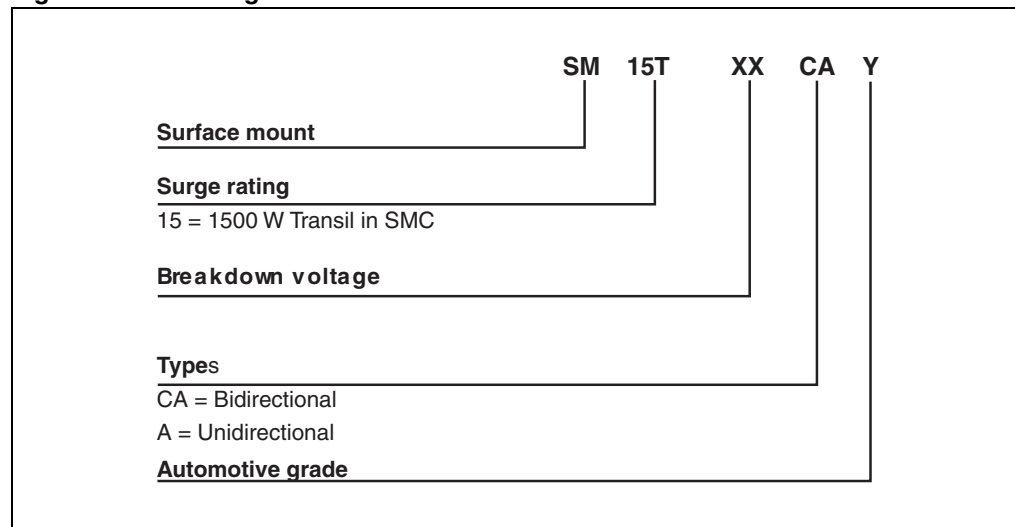 SM 15T XX CA Y
Surface mount
Surge rating
15 = 1500 W Transil in SMC
Breakdown voltage
Types
CA = Bidirectional
A = Unidirectional
Automotive grade